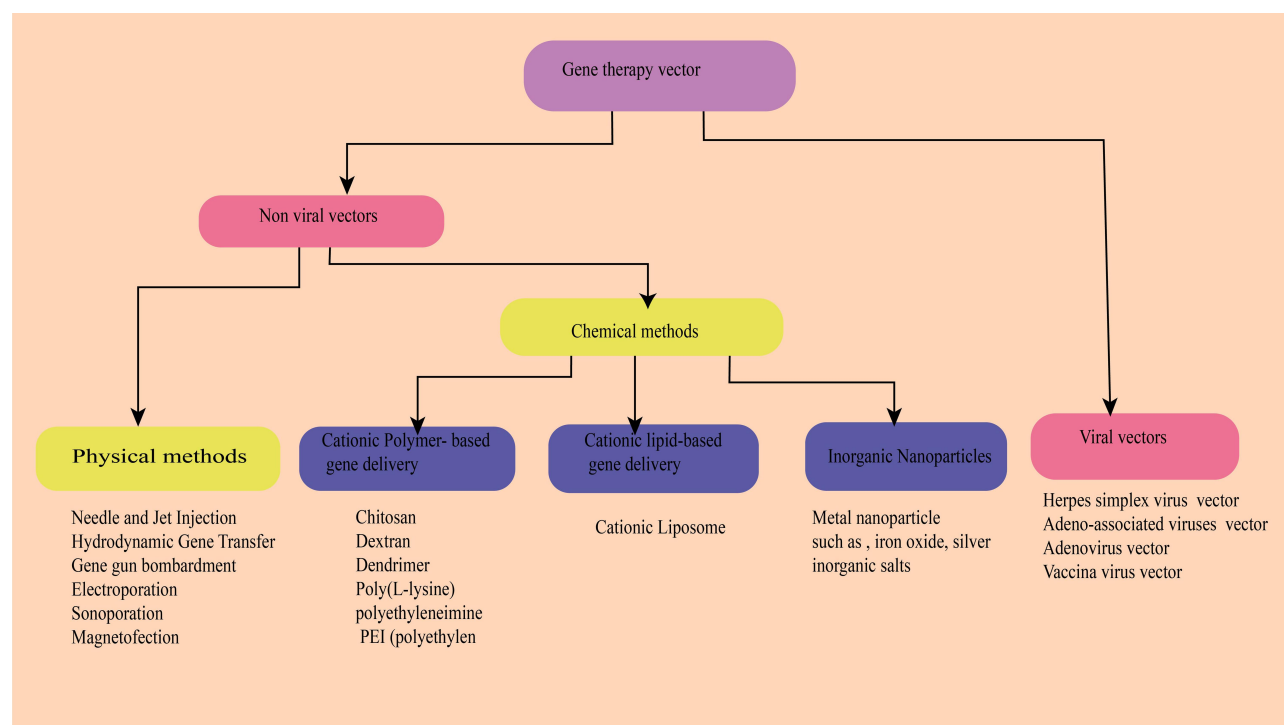 Gene therapy vector
Non viral vectors
Chemical methods
Physical methods
Needle and Jet Injection
Hydrodynamic Gene Transfer
Gene gun bombardment
Electroporation
Sonoporation
Magnetofection
Cationic Polymer- based
gene delivery
Chitosan
Dextran
Dendrimer
Poly(L-lysine)
polyethyleneimine
PEI (polyethylen
Cationic lipid-based
gene delivery
Cationic Liposome
Inorganic Nanoparticles
Metal nanoparticle
such as , iron oxide, silver
inorganic salts
Viral vectors
Herpes simplex virus vector
Adeno-associated viruses vector
Adenovirus vector
Vaccina virus vector